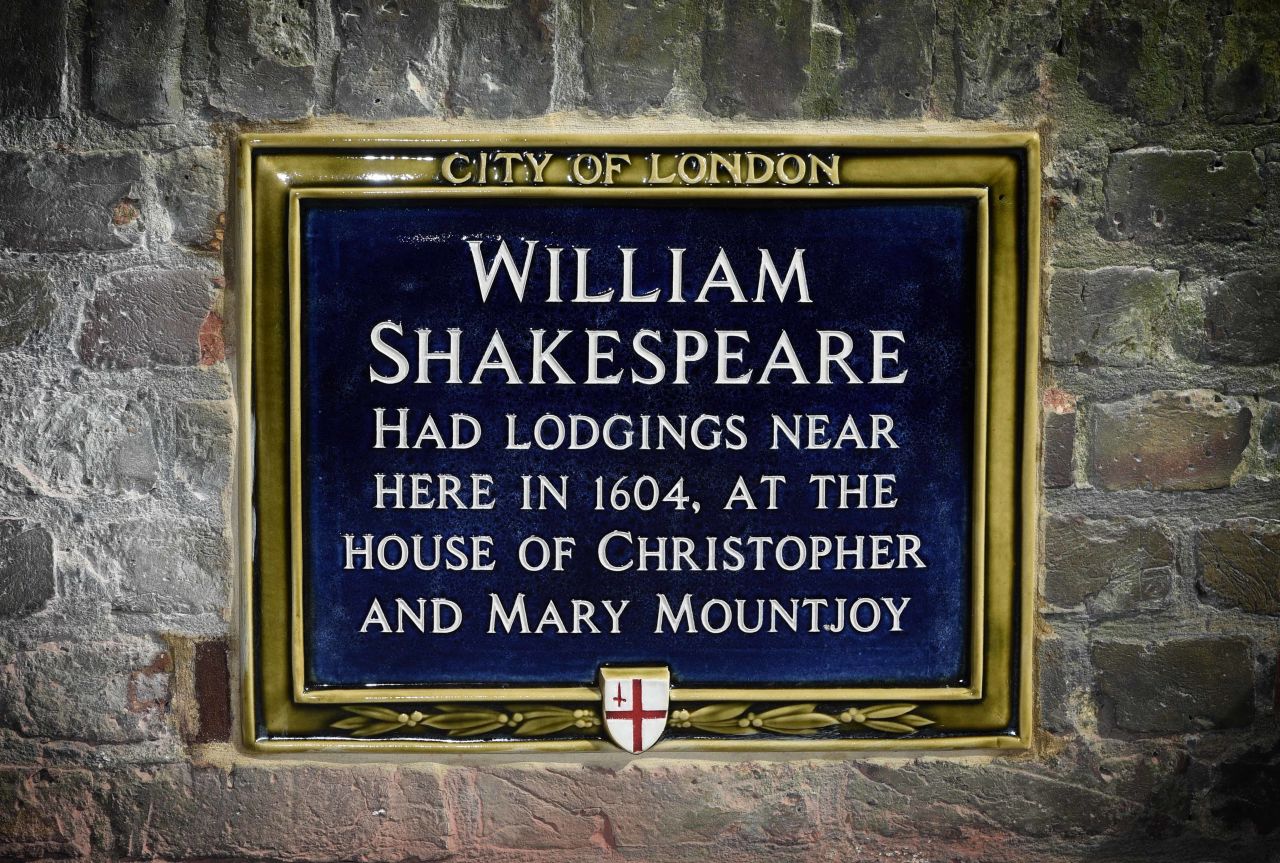 CITY OF LONDON
WILLIAM
SHAKESPEARE
HAD LODGINGS NEAR
HERE IN 1604, AT THE
HOUSE OF CHRISTOPHER
AND MARY MOUNTJOY